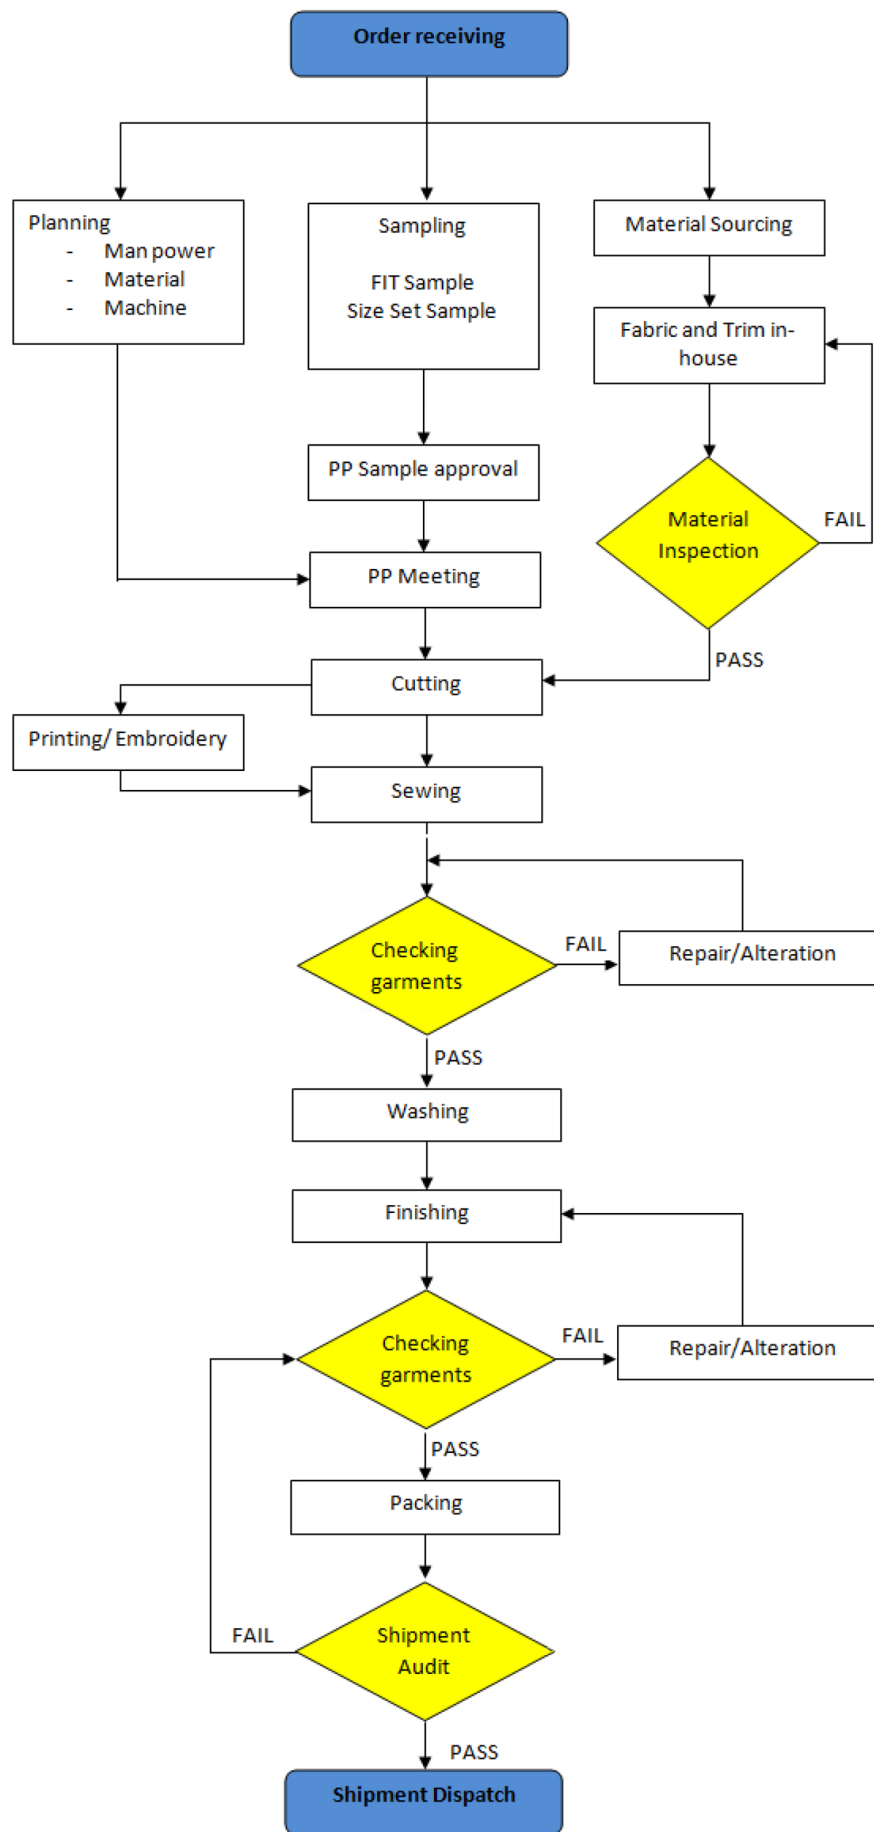 Order receiving
Planning
- Man power
- Material
- Machine
Sampling
FIT Sample
Size Set Sample
Material Sourcing
Fabric and Trim in-
house
PP Sample approval
Material
Inspection
FAIL
PP Meeting
PASS
Cutting
Printing/ Embroidery
Sewing
Checking
garments
FAIL
Repair/Alteration
PASS
Washing
Finishing
Checking
garments
FAIL
Repair/Alteration
PASS
Packing
Shipment
Audit
FAIL
PASS
Shipment Dispatch